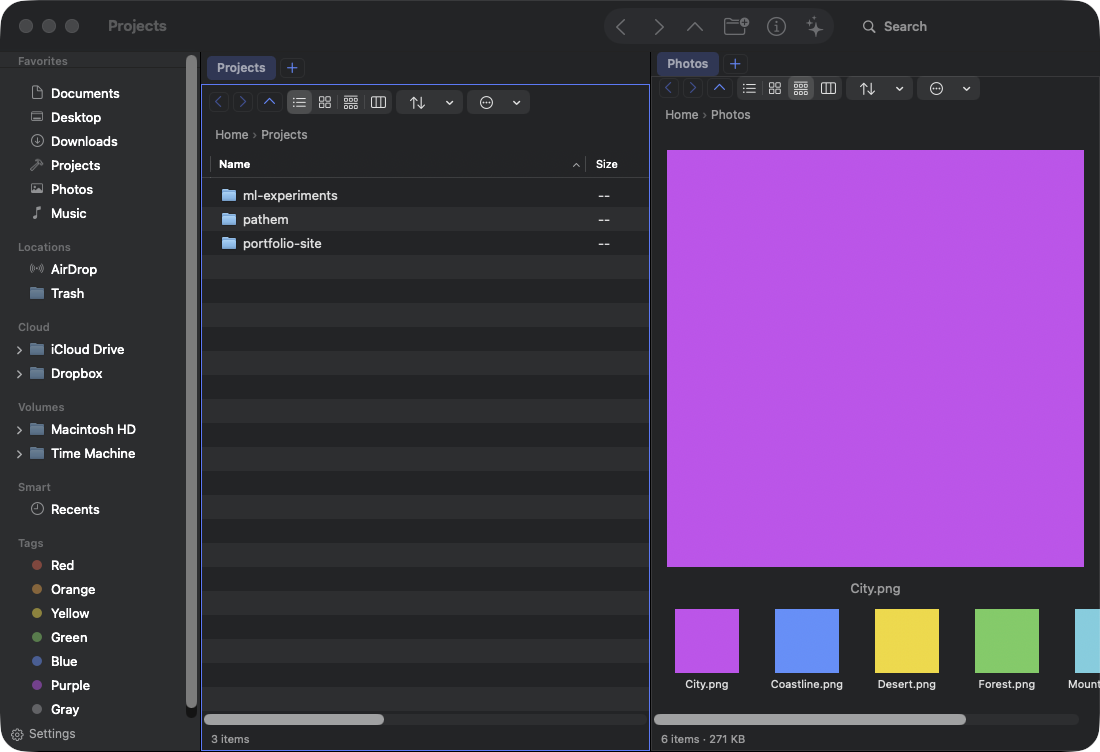 Projects
Search
Favorites
Documents
Desktop
Downloads
Projects
Photos
Music
Locations
AirDrop
Trash
Cloud
iCloud Drive
Dropbox
Volumes
Macintosh HD
Time Machine
Smart
Recents
Tags
Red
Orange
Yellow
Green
Blue
Purple
Gray
Settings
Projects
Home › Projects
Name Size
ml-experiments --
pathem --
portfolio-site --
3 items
Photos
Home › Photos
City.png
City.png Coastline.png Desert.png Forest.png Mount
6 items · 271 KB